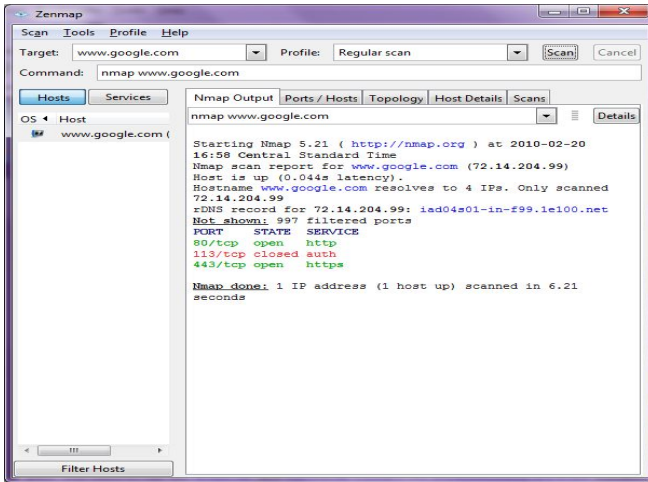 Zenmap
Scan Tools Profile Help
Target: www.google.com Profile: Regular scan Scan Cancel
Command: nmap www.google.com
Hosts Services
Nmap Output Ports / Hosts Topology Host Details Scans
OS Host
www.google.com (
nmap www.google.com Details
Starting Nmap 5.21 ( http://nmap.org ) at 2010-02-20
16:58 Central Standard Time
Nmap scan report for www.google.com (72.14.204.99)
Host is up (0.044s latency).
Hostname www.google.com resolves to 4 IPs. Only scanned
72.14.204.99
rDNS record for 72.14.204.99: iad04s01-in-f99.1e100.net
Not shown: 997 filtered ports
PORT STATE SERVICE
80/tcp open http
113/tcp closed auth
443/tcp open https
Nmap done: 1 IP address (1 host up) scanned in 6.21
seconds
Filter Hosts